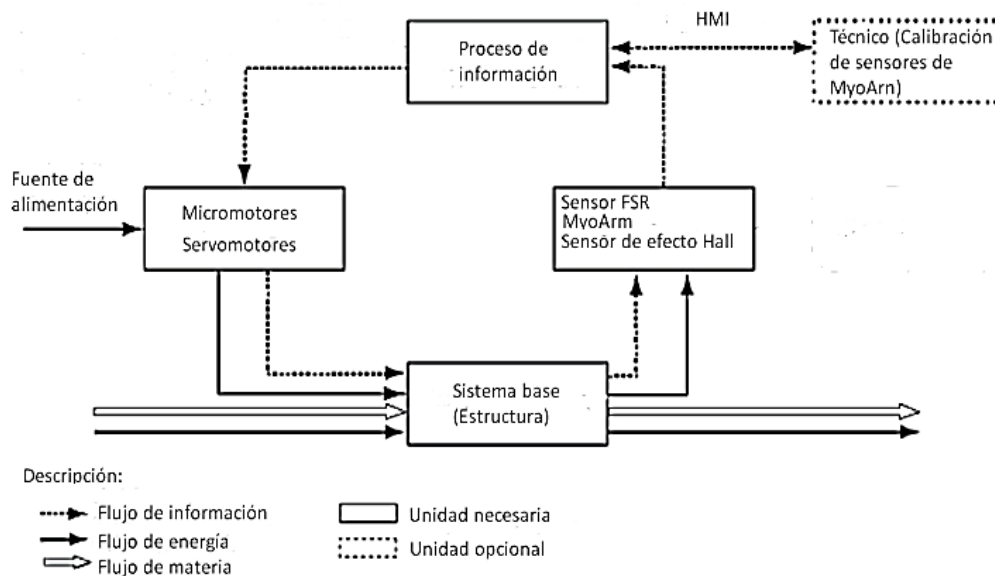 HMI
Proceso de
información
Técnico (Calibración
de sensores de
MyoArn)
Fuente de
alimentación
Micromotores
Servomotores
Sensor FSR
MyoArm
Sensor de efecto Hall
Sistema base
(Estructura)
Descripción:
Flujo de información
Flujo de energía
Flujo de materia
Unidad necesaria
Unidad opcional